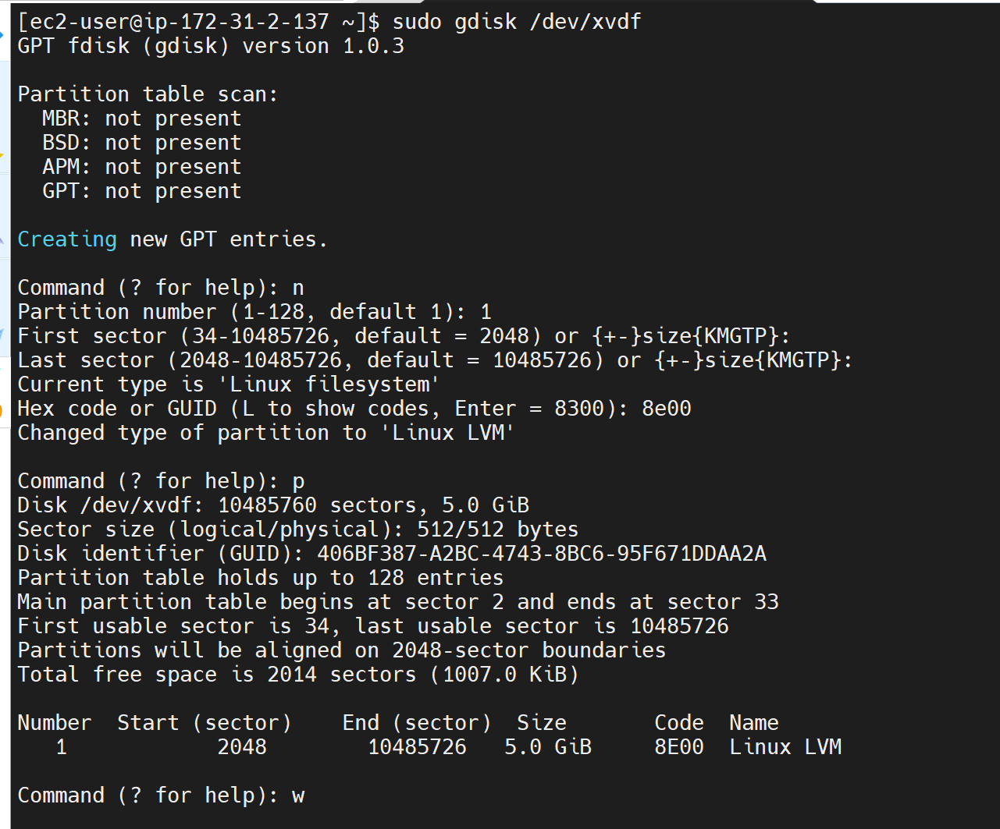 [ec2-user@ip-172-31-2-137 ~]$ sudo gdisk /dev/xvdf
GPT fdisk (gdisk) version 1.0.3
Partition table scan:
  MBR: not present
  BSD: not present
  APM: not present
  GPT: not present
Creating new GPT entries.
Command (? for help): n
Partition number (1-128, default 1): 1
First sector (34-10485726, default = 2048) or {+-}size{KMGTP}:
Last sector (2048-10485726, default = 10485726) or {+-}size{KMGTP}:
Current type is 'Linux filesystem'
Hex code or GUID (L to show codes, Enter = 8300): 8e00
Changed type of partition to 'Linux LVM'
Command (? for help): p
Disk /dev/xvdf: 10485760 sectors, 5.0 GiB
Sector size (logical/physical): 512/512 bytes
Disk identifier (GUID): 406BF387-A2BC-4743-8BC6-95F671DDAA2A
Partition table holds up to 128 entries
Main partition table begins at sector 2 and ends at sector 33
First usable sector is 34, last usable sector is 10485726
Partitions will be aligned on 2048-sector boundaries
Total free space is 2014 sectors (1007.0 KiB)
Number  Start (sector)    End (sector)  Size       Code  Name
   1            2048        10485726   5.0 GiB     8E00  Linux LVM
Command (? for help): w